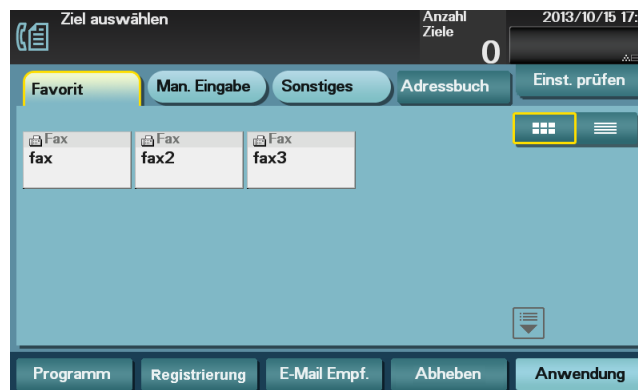 Ziel auswählen
Anzahl
Ziele
0
2013/10/15 17:
Favorit
Man. Eingabe
Sonstiges
Adressbuch
Einst. prüfen
Fax
fax
Fax
fax2
Fax
fax3
Programm
Registrierung
E-Mail Empf.
Abheben
Anwendung